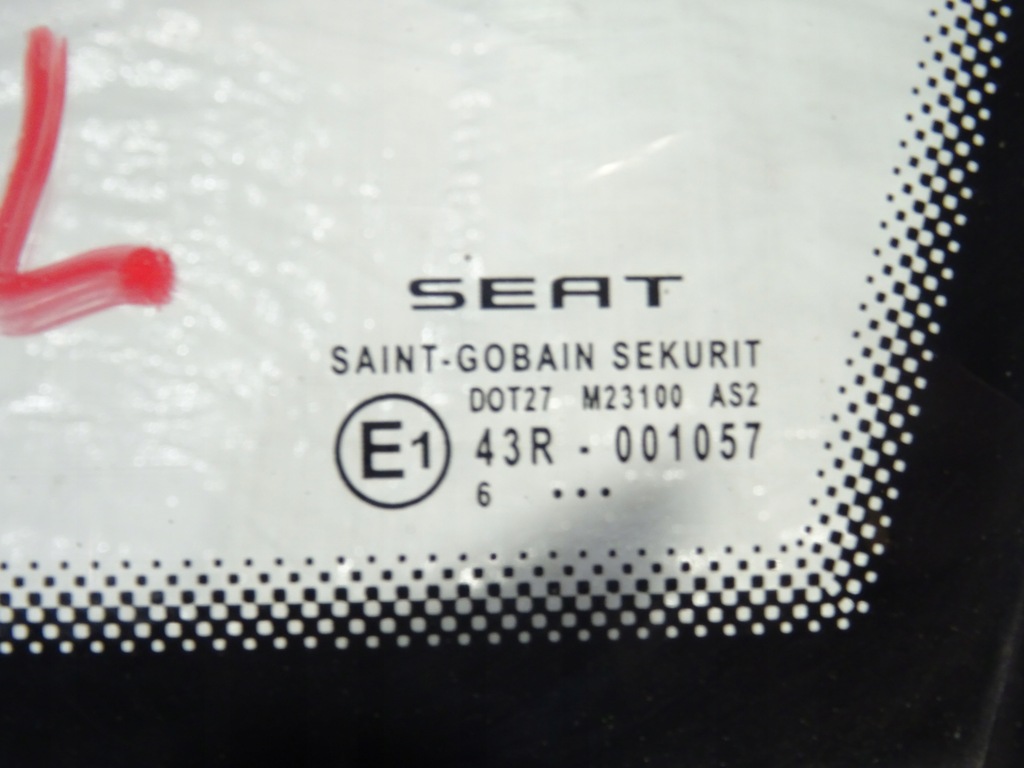 L
SEAT
SAINT-GOBAIN SEKURIT
DOT27 M23100 AS2
E1 43R - 001057
6 ...